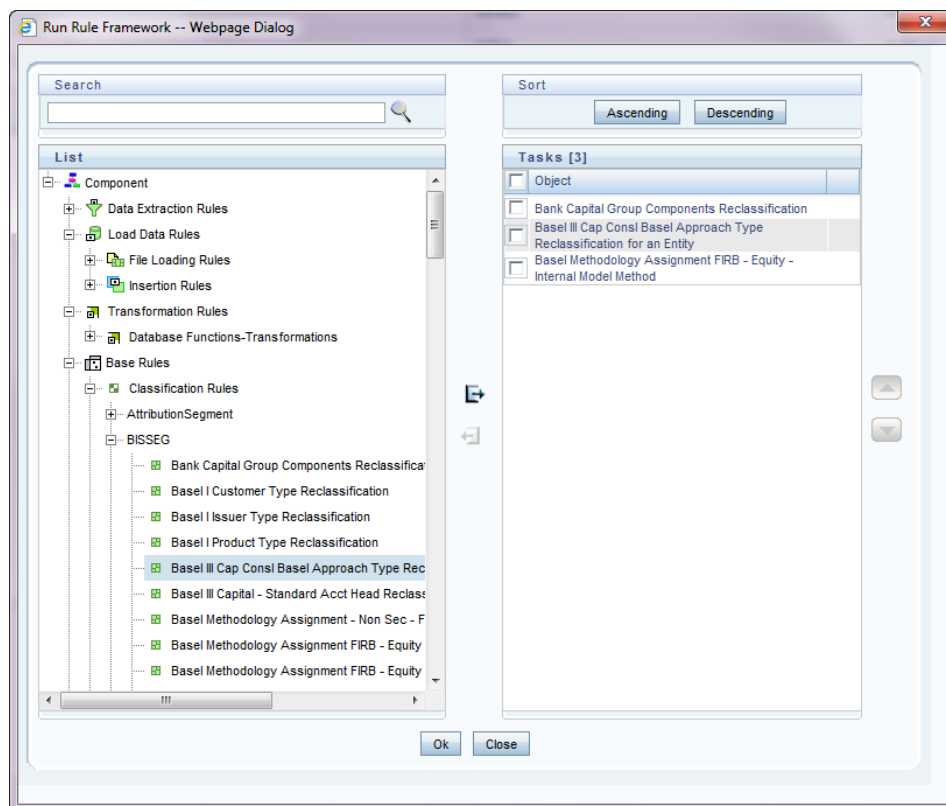 Run Rule Framework -- Webpage Dialog
x
Search
Sort
Ascending
Descending
List
Tasks [3]
Component
Data Extraction Rules
Load Data Rules
File Loading Rules
Insertion Rules
Transformation Rules
Database Functions-Transformations
Base Rules
Classification Rules
AttributionSegment
BISSEG
Bank Capital Group Components Reclassifica
Basel I Customer Type Reclassification
Basel I Issuer Type Reclassification
Basel I Product Type Reclassification
Basel III Cap Consl Basel Approach Type Rec
Basel III Capital - Standard Acct Head Reclass
Basel Methodology Assignment - Non Sec - F
Basel Methodology Assignment FIRB - Equity
Basel Methodology Assignment FIRB - Equity
Object
Bank Capital Group Components Reclassification
Basel III Cap Consl Basel Approach Type
Reclassification for an Entity
Basel Methodology Assignment FIRB - Equity -
Internal Model Method
Ok
Close